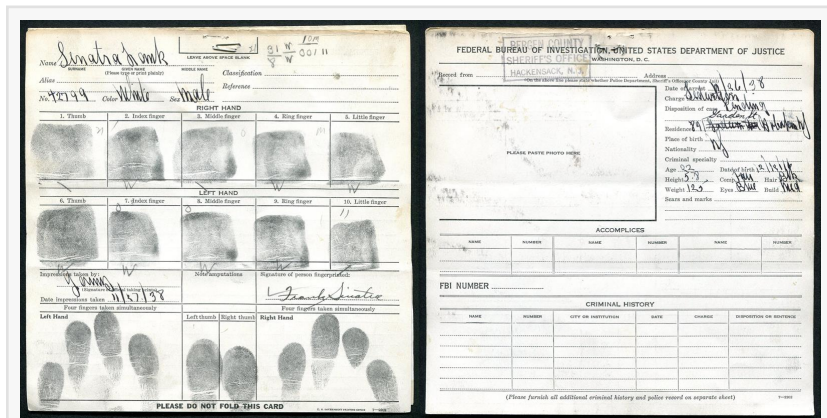 Name Sinatra Frank
SURNAME GIVEN NAME MIDDLE NAME
(Please type or print plainly)
Alias
No. 42799 Color White Sex Male
LEAVE ABOVE SPACE BLANK
Classification
Reference
RIGHT HAND
1. Thumb 2. Index finger 3. Middle finger 4. Ring finger 5. Little finger
LEFT HAND
6. Thumb 7. Index finger 8. Middle finger 9. Ring finger 10. Little finger
Impressions taken by:
Note amputations
Signature of person fingerprinted:
Frank Sinatra
Date impressions taken 11/27/38
Four fingers taken simultaneously
Left Hand
Left thumb Right thumb
Four fingers taken simultaneously
Right Hand
PLEASE DO NOT FOLD THIS CARD
BERGEN COUNTY
SHERIFF'S OFFICE
HACKENSACK, N.J.
FEDERAL BUREAU OF INVESTIGATION, UNITED STATES DEPARTMENT OF JUSTICE
WASHINGTON, D. C.
Record from
Address
PLEASE PASTE PHOTO HERE
Date of arrest
Charge
Disposition of case
Residence
Place of birth
Nationality
Criminal specialty
Age
Date of birth
Height
Comp.
Hair
Weight
Eyes Blue
Build Med
Scars and marks
ACCOMPLICES
NAME NUMBER NAME NUMBER NAME NUMBER
FBI NUMBER
CRIMINAL HISTORY
NAME NUMBER CITY OR INSTITUTION DATE CHARGE DISPOSITION OR SENTENCE
(Please furnish all additional criminal history and police record on separate sheet)